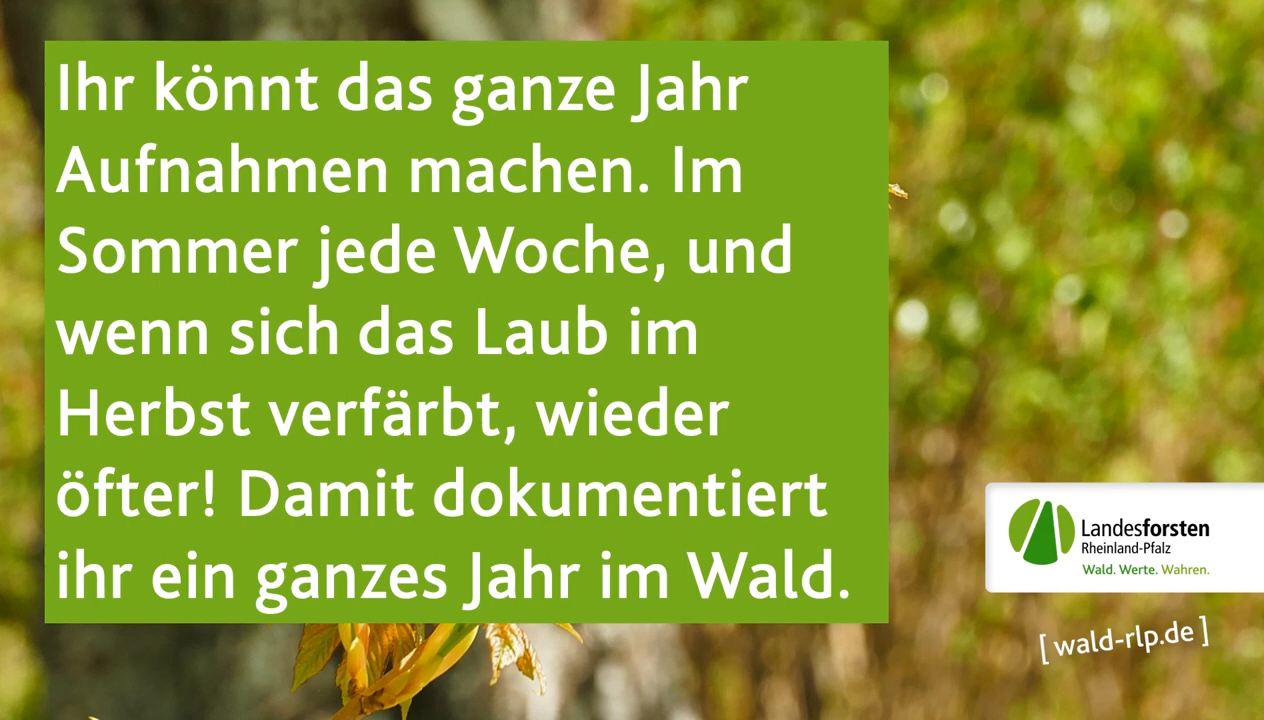 Ihr könnt das ganze Jahr
Aufnahmen machen. Im
Sommer jede Woche, und
wenn sich das Laub im
Herbst verfärbt, wieder
öfter! Damit dokumentiert
ihr ein ganzes Jahr im Wald.
Landesforsten
Rheinland-Pfalz
Wald. Werte. Wahren.
[ wald-rlp.de ]